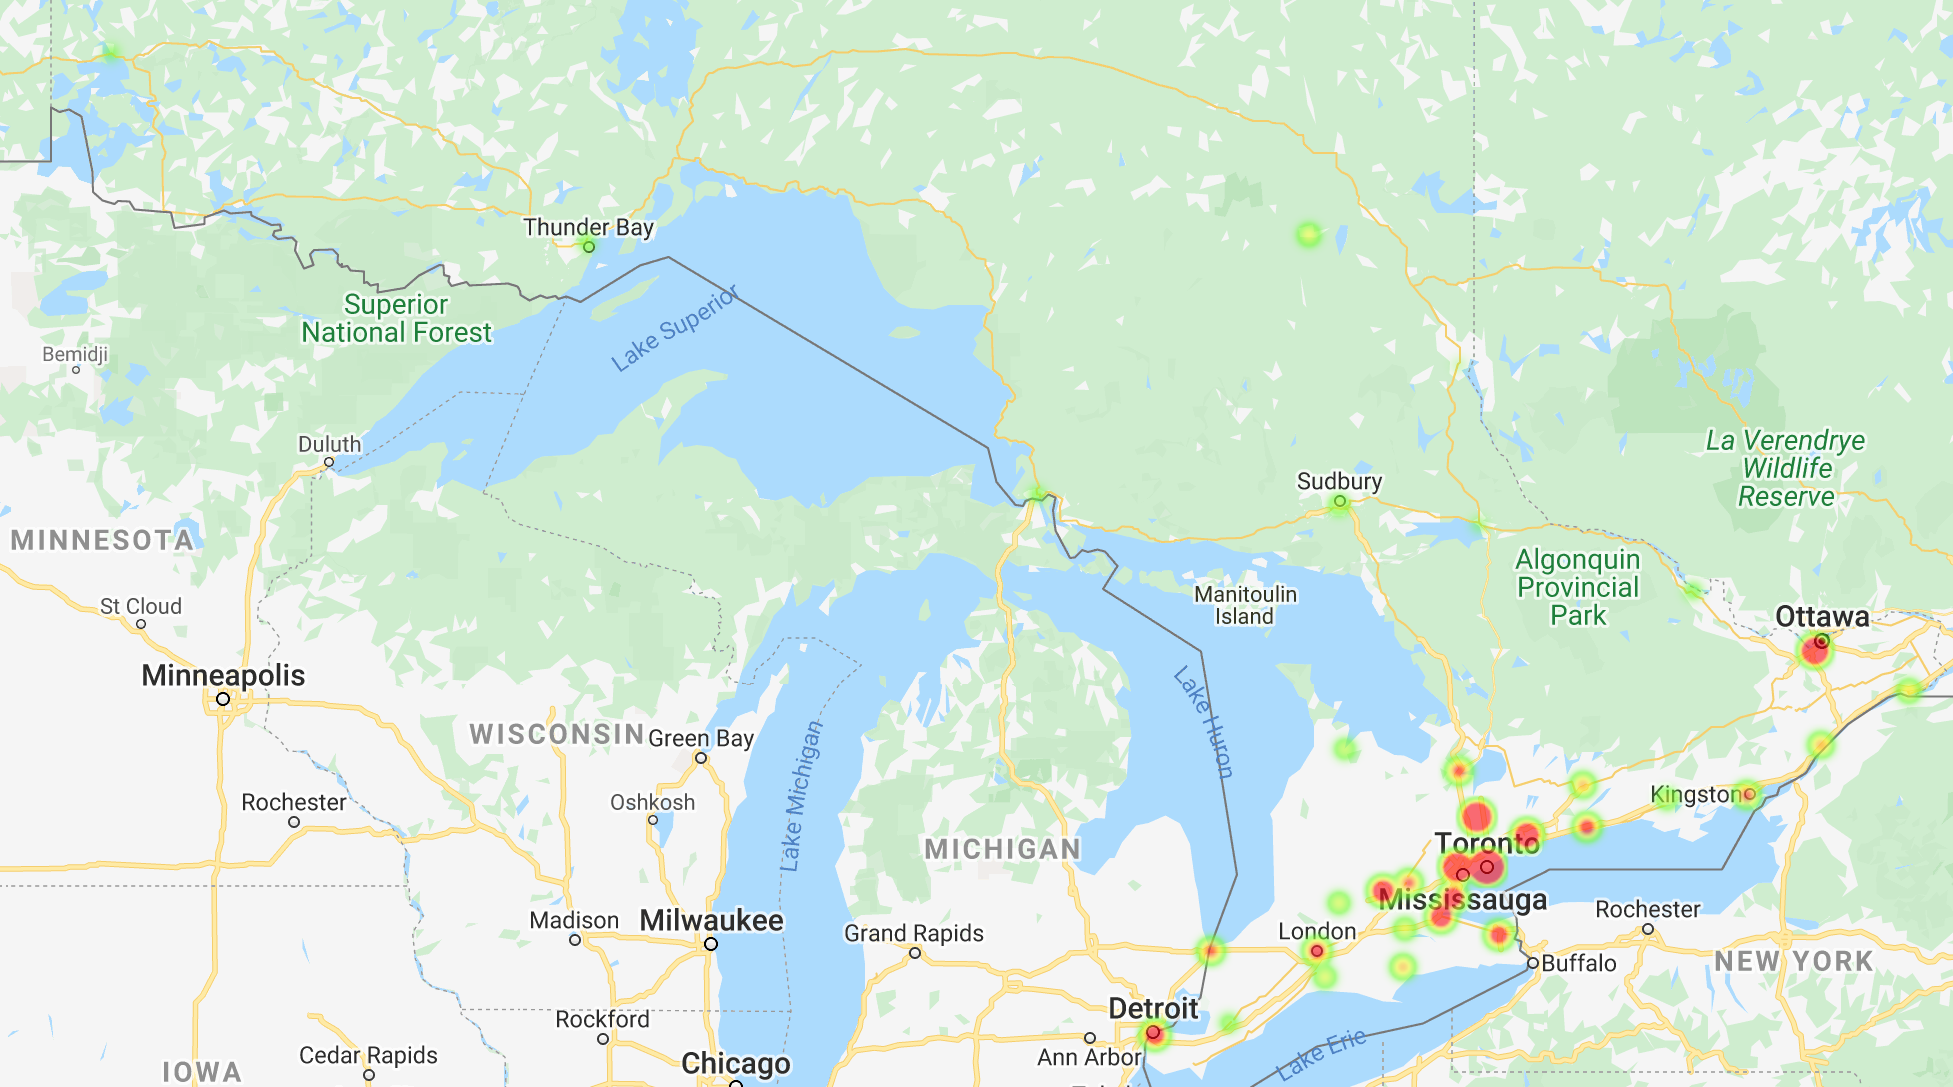 Thunder Bay
Superior
National Forest
Lake Superior
Bemidji
Duluth
Sudbury
La Verendrye
Wildlife
Reserve
MINNESOTA
Algonquin
Provincial
Park
Manitoulin
Island
St Cloud
Ottawa
Minneapolis
Lake Huron
WISCONSIN
Green Bay
Lake Michigan
Rochester
Oshkosh
Kingston
MICHIGAN
Toronto
Mississauga
Madison
Milwaukee
Grand Rapids
London
Rochester
Buffalo
NEW YORK
Detroit
Rockford
Ann Arbor
Lake Erie
Cedar Rapids
Chicago
IOWA